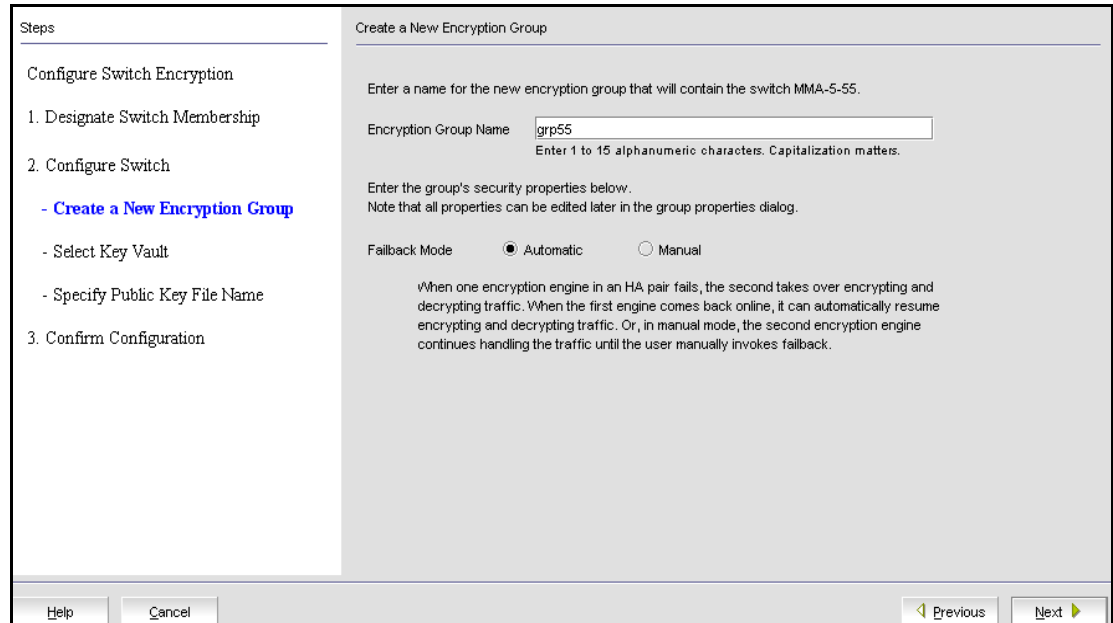 Steps
Configure Switch Encryption
1. Designate Switch Membership
2. Configure Switch
- Create a New Encryption Group
- Select Key Vault
- Specify Public Key File Name
3. Confirm Configuration
Create a New Encryption Group
Enter a name for the new encryption group that will contain the switch MMA-5-55.
Encryption Group Name grp55
Enter 1 to 15 alphanumeric characters. Capitalization matters.
Enter the group's security properties below.
Note that all properties can be edited later in the group properties dialog.
Failback Mode Automatic Manual
When one encryption engine in an HA pair fails, the second takes over encrypting and
decrypting traffic. When the first engine comes back online, it can automatically resume
encrypting and decrypting traffic. Or, in manual mode, the second encryption engine
continues handling the traffic until the user manually invokes failback.
Help Cancel Previous Next